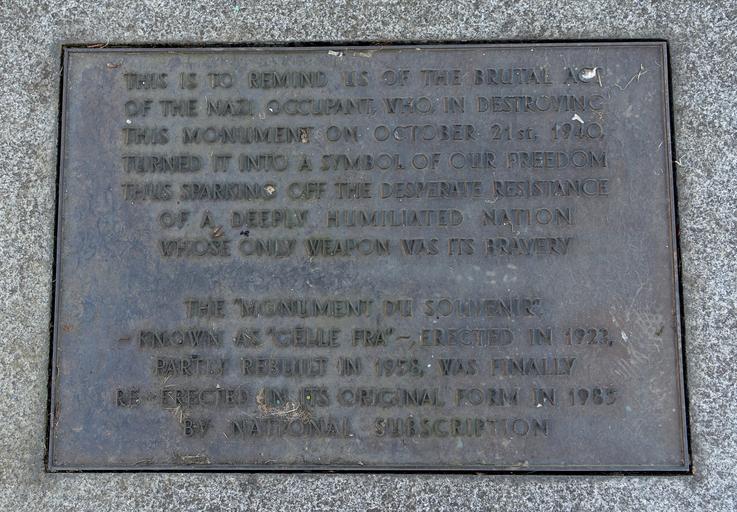 THIS IS TO REMIND US OF THE BRUTAL ACT
OF THE NAZI OCCUPANT, WHO, IN DESTROYING
THIS MONUMENT ON OCTOBER 21st, 1940,
TURNED IT INTO A SYMBOL OF OUR FREEDOM
THUS SPARKING OFF THE DESPERATE RESISTANCE
OF A DEEPLY HUMILIATED NATION
WHOSE ONLY WEAPON WAS ITS BRAVERY
THE "MONUMENT DU SOUVENIR",
- KNOWN AS "GËLLE FRA" -, ERECTED IN 1923,
PARTLY REBUILT IN 1958, WAS FINALLY
RE-ERECTED IN ITS ORIGINAL FORM IN 1985
BY NATIONAL SUBSCRIPTION